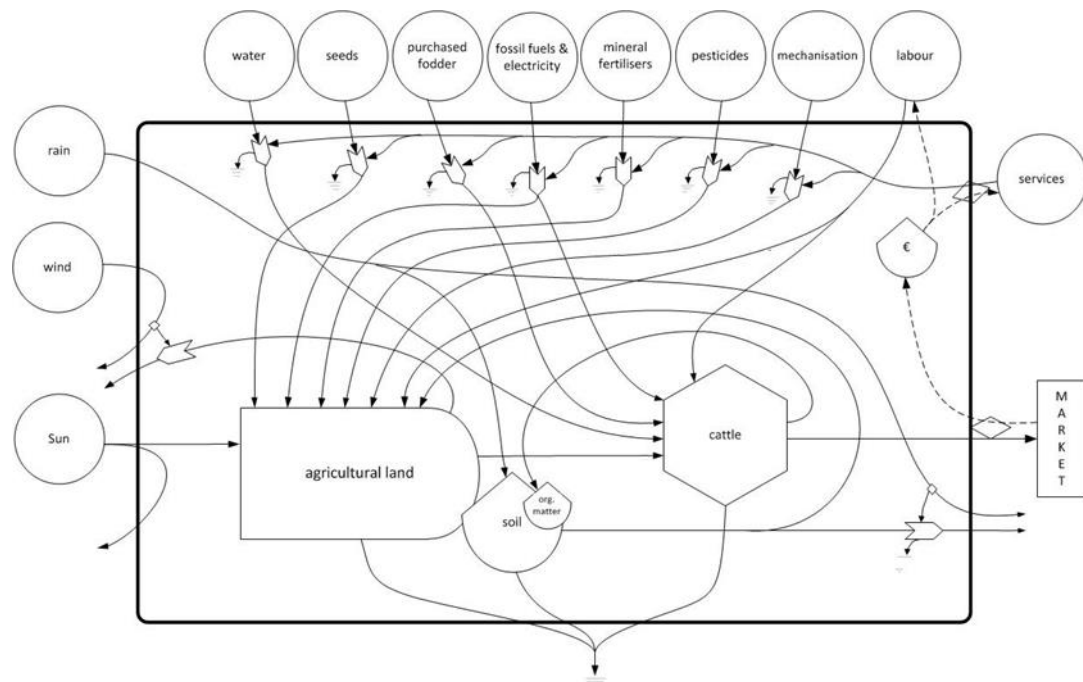 water
seeds
purchased
fodder
fossil fuels &
electricity
mineral
fertilisers
pesticides
mechanisation
labour
rain
services
wind
€
Sun
M
A
R
K
E
T
cattle
agricultural land
org.
matter
soil